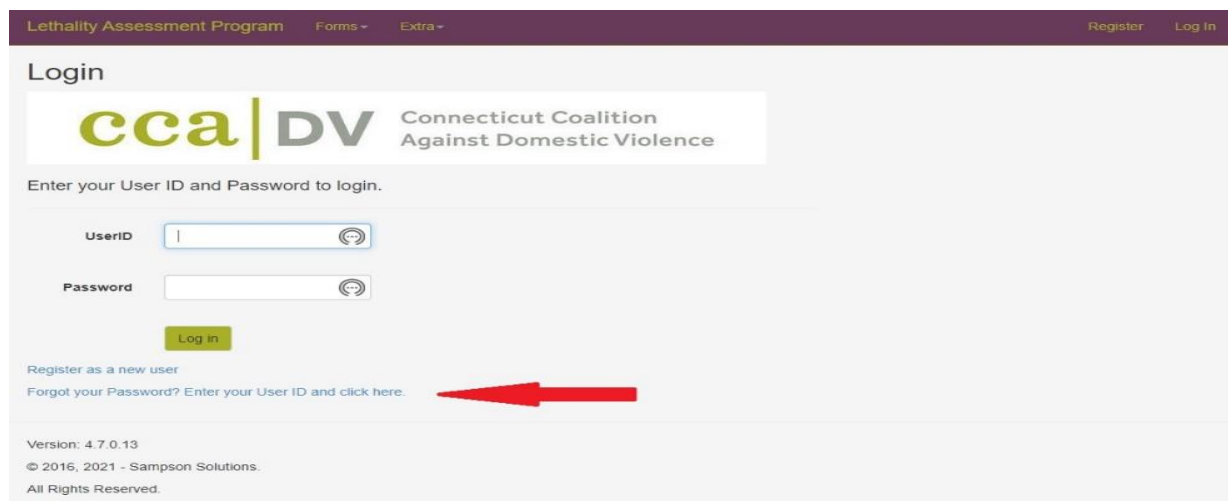 Lethality Assessment Program Forms Extra Register Log In
Login
cca DV Connecticut Coalition
Against Domestic Violence
Enter your User ID and Password to login.
UserID
Password
Log in
Register as a new user
Forgot your Password? Enter your User ID and click here.
Version: 4.7.0.13
© 2016, 2021 - Sampson Solutions.
All Rights Reserved.